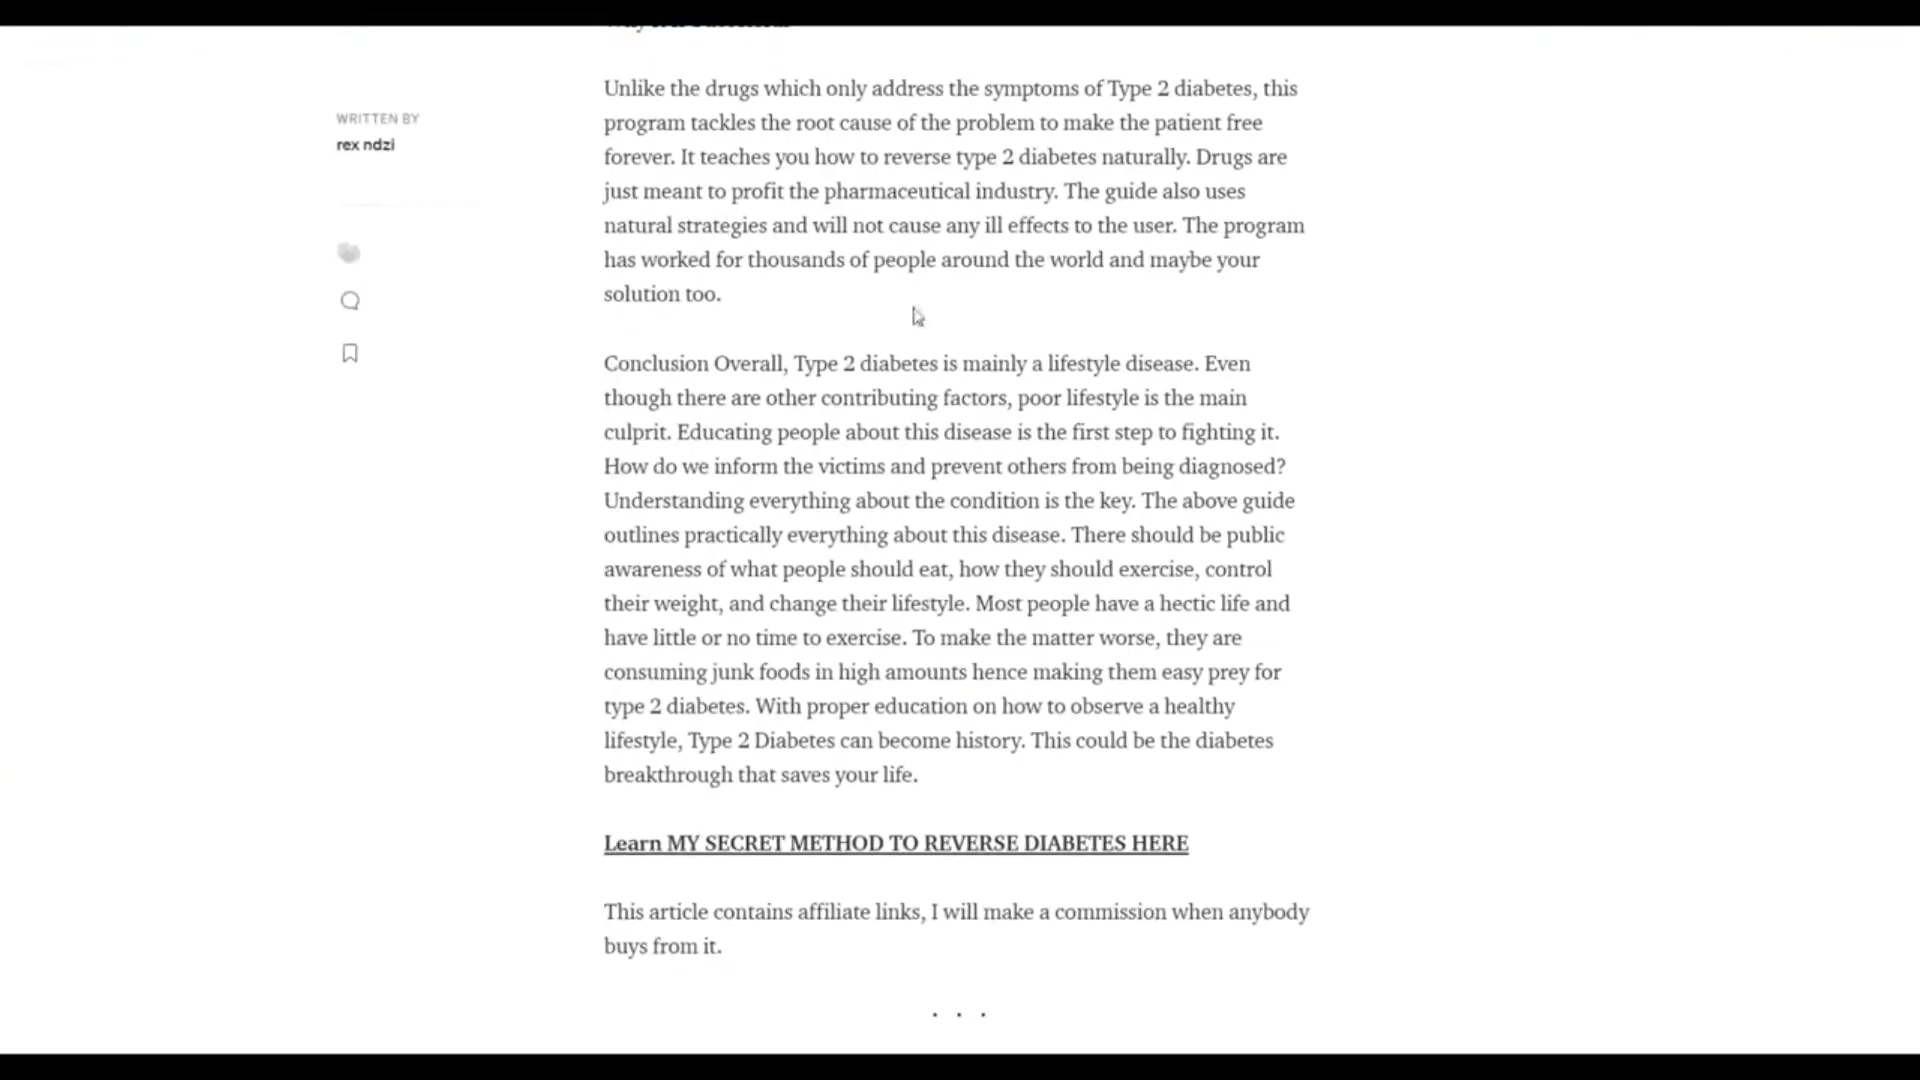 WRITTEN BY
rex ndzi
Unlike the drugs which only address the symptoms of Type 2 diabetes, this
program tackles the root cause of the problem to make the patient free
forever. It teaches you how to reverse type 2 diabetes naturally. Drugs are
just meant to profit the pharmaceutical industry. The guide also uses
natural strategies and will not cause any ill effects to the user. The program
has worked for thousands of people around the world and maybe your
solution too.
Conclusion Overall, Type 2 diabetes is mainly a lifestyle disease. Even
though there are other contributing factors, poor lifestyle is the main
culprit. Educating people about this disease is the first step to fighting it.
How do we inform the victims and prevent others from being diagnosed?
Understanding everything about the condition is the key. The above guide
outlines practically everything about this disease. There should be public
awareness of what people should eat, how they should exercise, control
their weight, and change their lifestyle. Most people have a hectic life and
have little or no time to exercise. To make the matter worse, they are
consuming junk foods in high amounts hence making them easy prey for
type 2 diabetes. With proper education on how to observe a healthy
lifestyle, Type 2 Diabetes can become history. This could be the diabetes
breakthrough that saves your life.
Learn MY SECRET METHOD TO REVERSE DIABETES HERE
This article contains affiliate links, I will make a commission when anybody
buys from it.
. . .